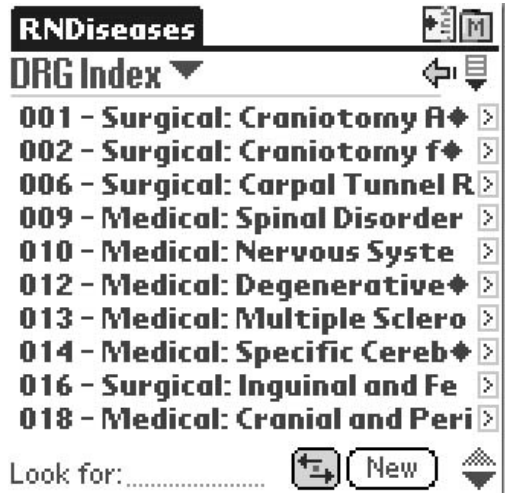 RNDiseases
M
DRG Index
001 - Surgical: Craniotomy A
002 - Surgical: Craniotomy f
006 - Surgical: Carpal Tunnel R
009 - Medical: Spinal Disorder
010 - Medical: Nervous Syste
012 - Medical: Degenerative
013 - Medical: Multiple Sclero
014 - Medical: Specific Cereb
016 - Surgical: Inguinal and Fe
018 - Medical: Cranial and Peri
Look for: New